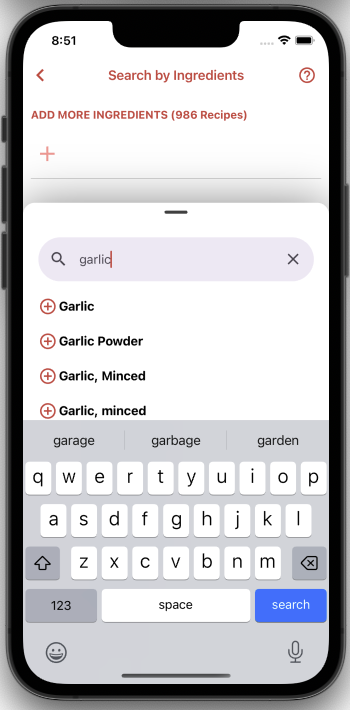 8:51
Search by Ingredients
ADD MORE INGREDIENTS (986 Recipes)
garlic
Garlic
Garlic Powder
Garlic, Minced
Garlic, minced
garage garbage garden
q w e r t y u i o p
a s d f g h j k l
z x c v b n m
123 space search